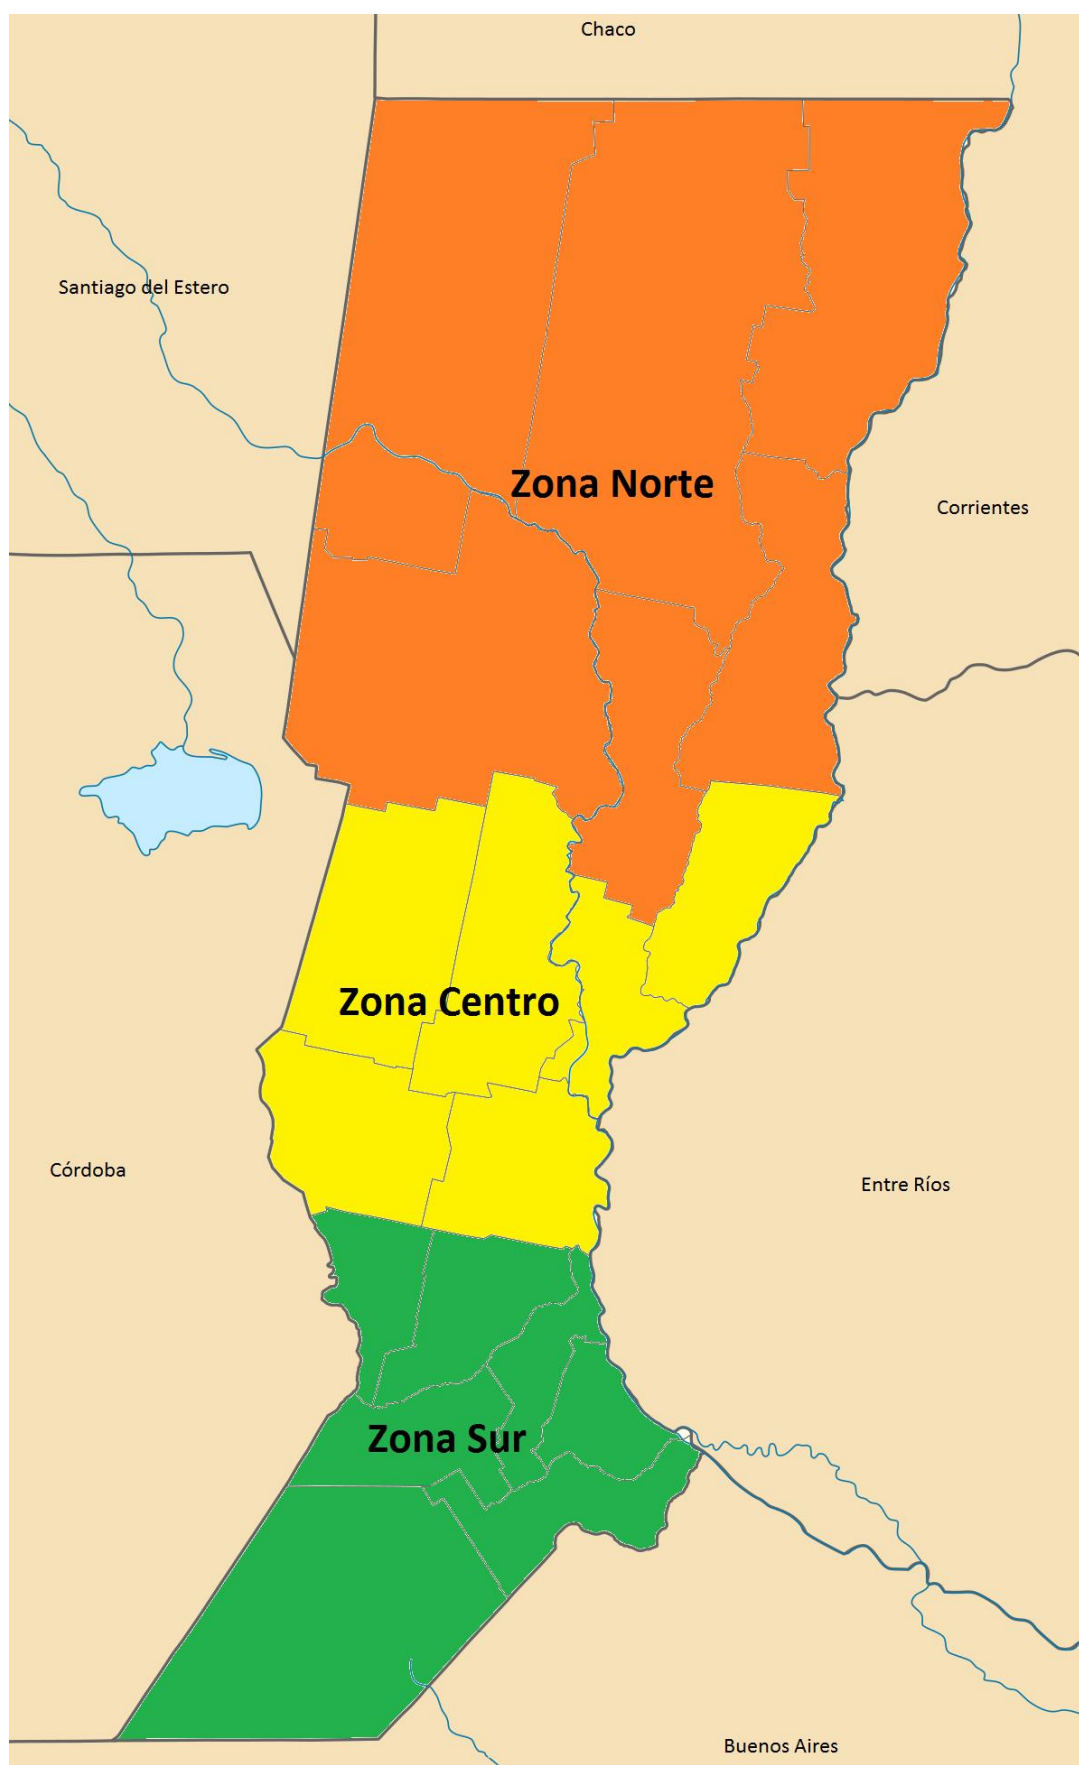 Chaco
Santiago del Estero
Zona Norte
Corrientes
Zona Centro
Córdoba
Entre Ríos
Zona Sur
Buenos Aires